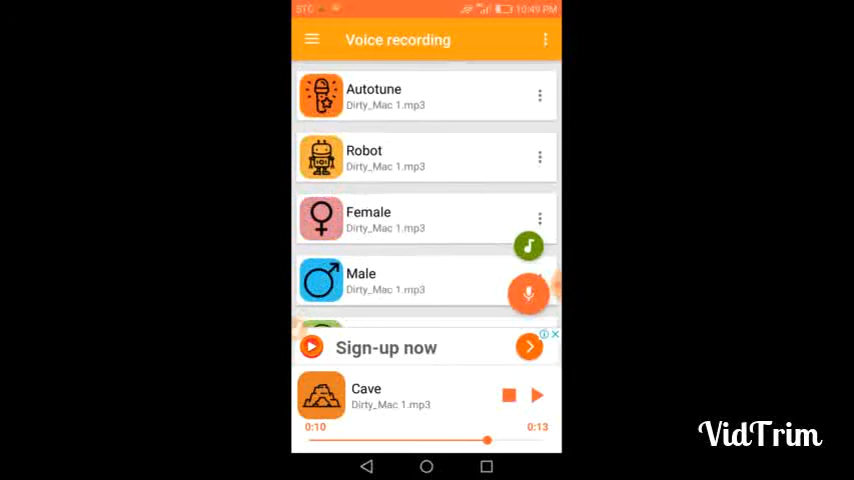 STC
10:49 PM
Voice recording
Autotune
Dirty_Mac 1.mp3
Robot
Dirty_Mac 1.mp3
Female
Dirty_Mac 1.mp3
Male
Dirty_Mac 1.mp3
Sign-up now
Cave
Dirty_Mac 1.mp3
0:10
0:13
VidTrim